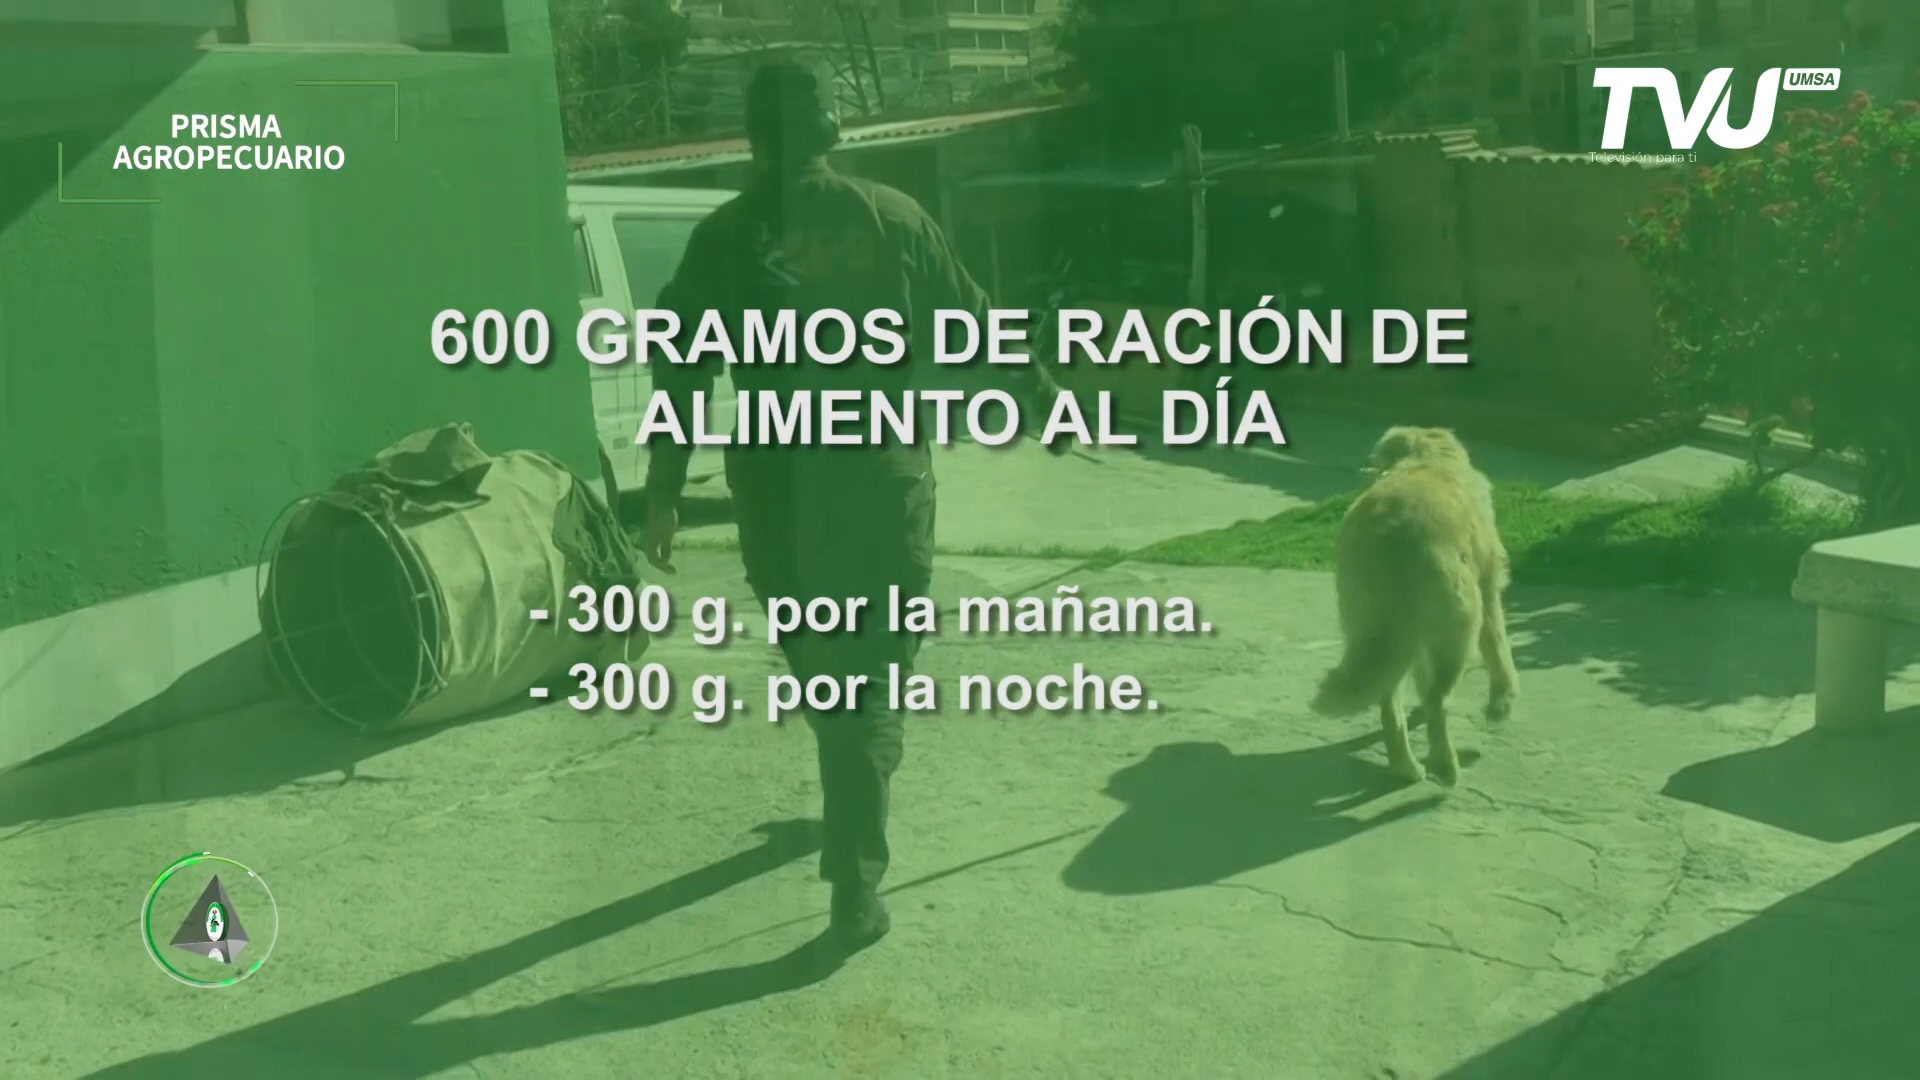 PRISMA
AGROPECUARIO
TVU UMSA
Televisión para ti
600 GRAMOS DE RACIÓN DE
ALIMENTO AL DÍA
- 300 g. por la mañana.
- 300 g. por la noche.